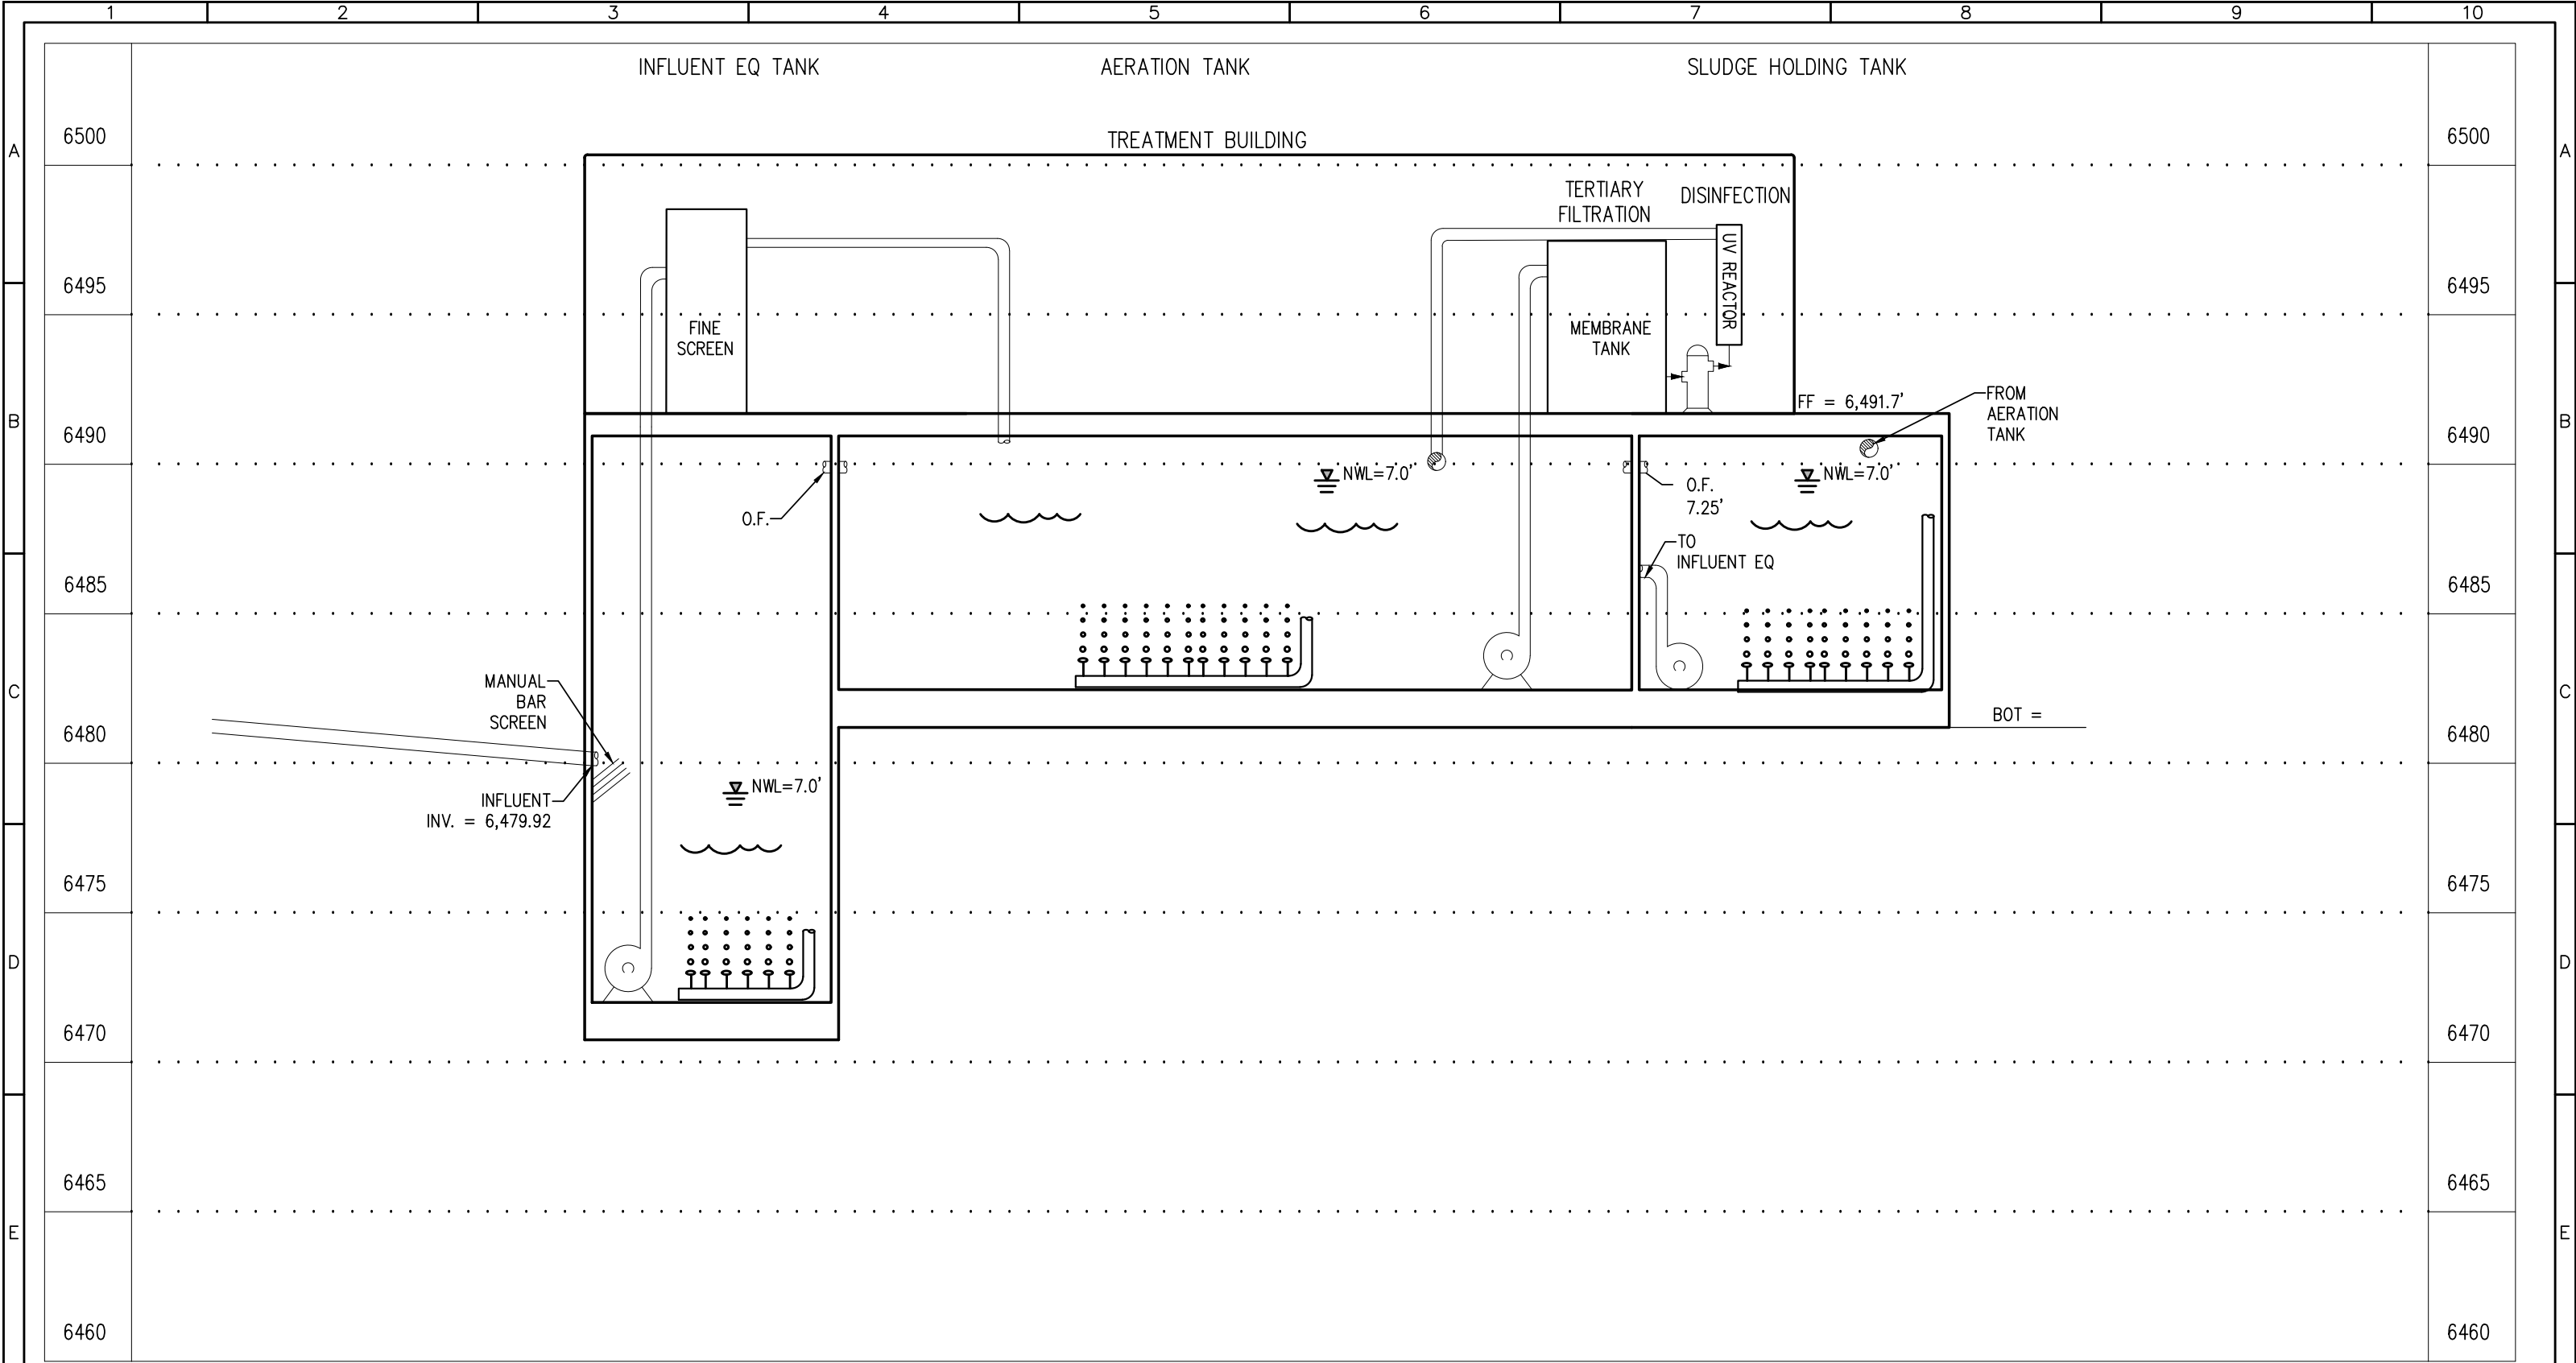 1 2 3 4 5 6 7 8 9 10
INFLUENT EQ TANK
AERATION TANK
SLUDGE HOLDING TANK
TREATMENT BUILDING
A 6500 6500 A
TERTIARY
FILTRATION
DISINFECTION
UV REACTOR
6495 6495
FINE
SCREEN
MEMBRANE
TANK
FF = 6,491.7'
FROM
AERATION
TANK
B 6490 6490 B
NWL=7.0'
NWL=7.0'
O.F.
O.F.
7.25'
TO
INFLUENT EQ
6485 6485
MANUAL
BAR
SCREEN
C C
BOT =
6480 6480
INFLUENT
INV. = 6,479.92
NWL=7.0'
6475 6475
D D
6470 6470
6465 6465
E E
6460 6460